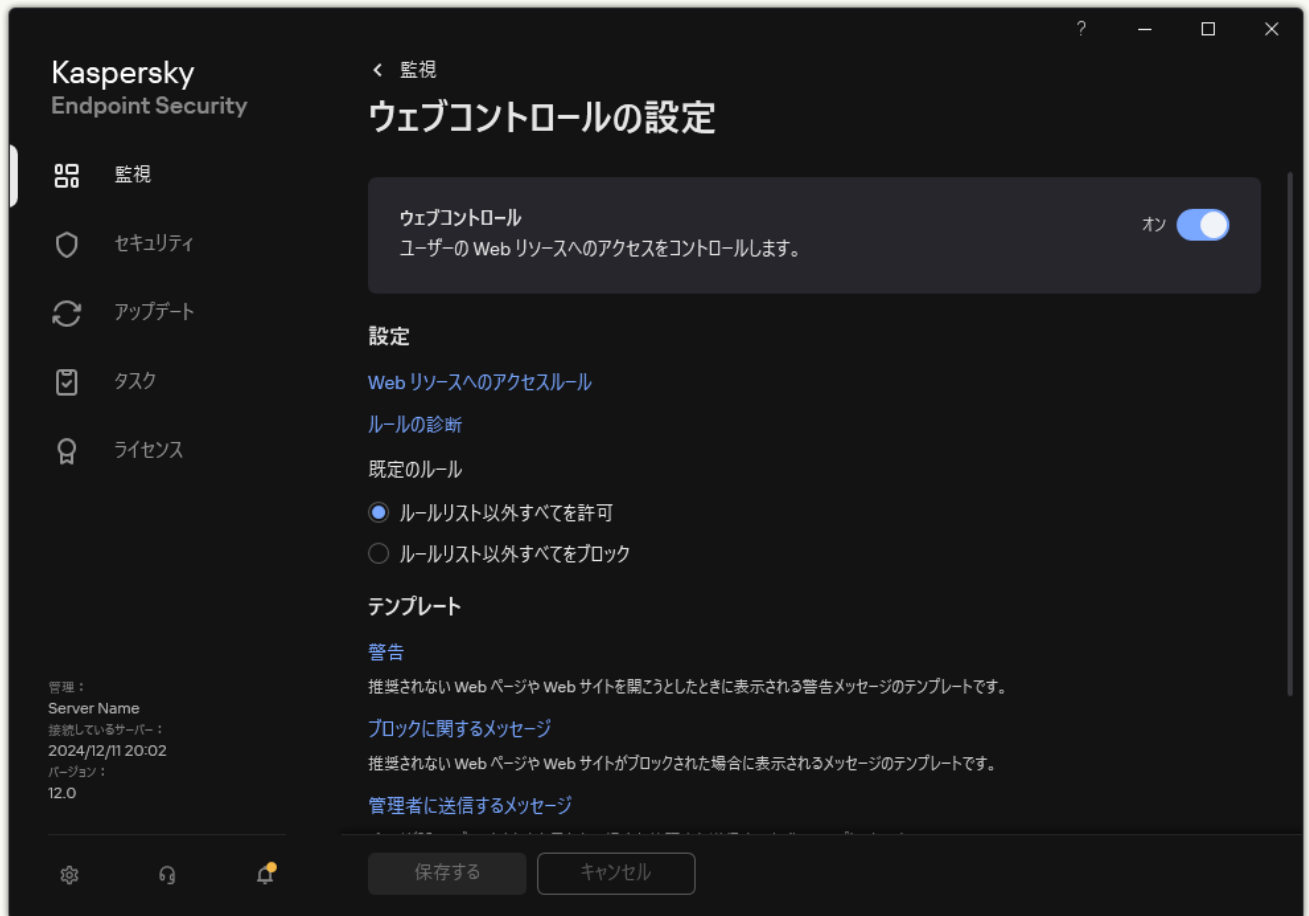 ?
Kaspersky
Endpoint Security
監視
セキュリティ
アップデート
タスク
ライセンス
管理：
Server Name
接続しているサーバー：
2024/12/11 20:02
バージョン：
12.0
監視
ウェブコントロールの設定
ウェブコントロール
ユーザーの Web リソースへのアクセスをコントロールします。
オン
設定
Web リソースへのアクセスルール
ルールの診断
既定のルール
ルールリスト以外すべてを許可
ルールリスト以外すべてをブロック
テンプレート
警告
推奨されない Web ページや Web サイトを開こうとしたときに表示される警告メッセージのテンプレートです。
ブロックに関するメッセージ
推奨されない Web ページや Web サイトがブロックされた場合に表示されるメッセージのテンプレートです。
管理者に送信するメッセージ
保存する
キャンセル